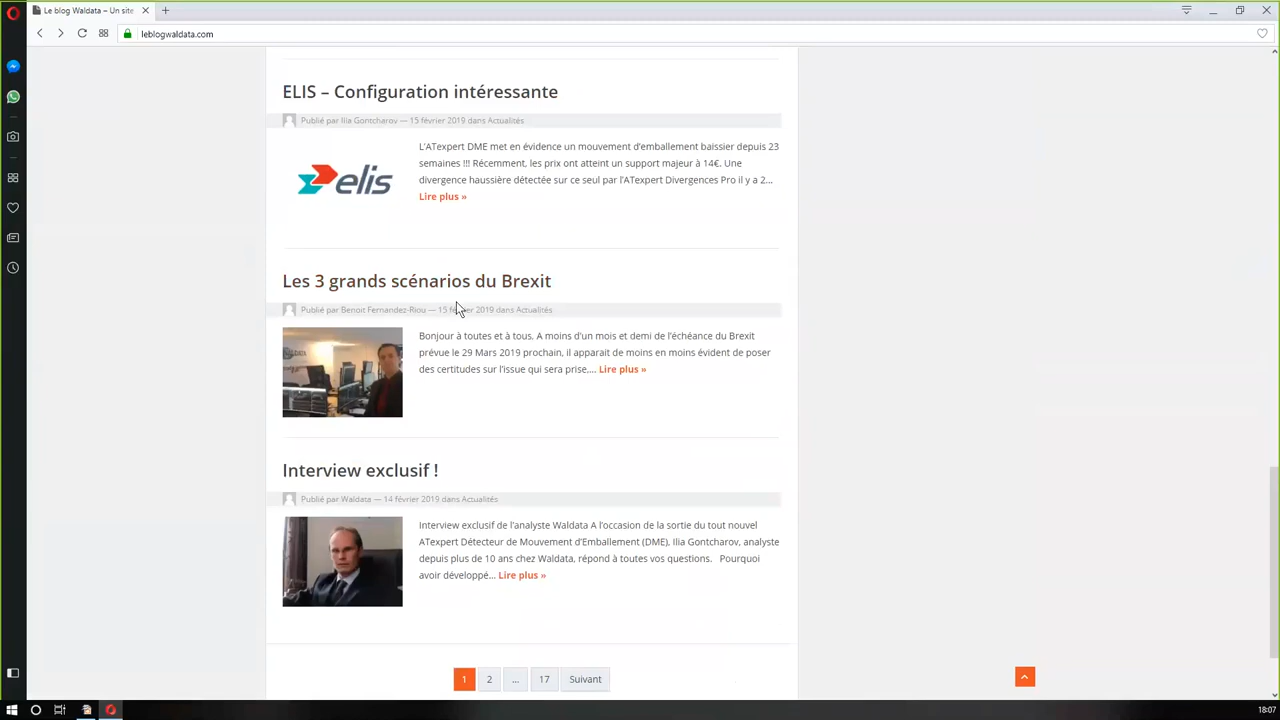 Le blog Waldata – Un site
leblogwaldata.com
ELIS – Configuration intéressante
Publié par Ilia Gontcharov — 15 février 2019 dans Actualités
elis
L'ATexpert DME met en évidence un mouvement d'emballement baissier depuis 23
semaines !!! Récemment, les prix ont atteint un support majeur à 14€. Une
divergence haussière détectée sur ce seul par l'ATexpert Divergences Pro il y a 2...
Lire plus »
Les 3 grands scénarios du Brexit
Publié par Benoit Fernandez-Riou — 15 février 2019 dans Actualités
Bonjour à toutes et à tous, A moins d'un mois et demi de l'échéance du Brexit
prévue le 29 Mars 2019 prochain, il apparait de moins en moins évident de poser
des certitudes sur l'issue qui sera prise.... Lire plus »
Interview exclusif !
Publié par Waldata — 14 février 2019 dans Actualités
Interview exclusif de l'analyste Waldata A l'occasion de la sortie du tout nouvel
ATexpert Détecteur de Mouvement d'Emballement (DME), Ilia Gontcharov, analyste
depuis plus de 10 ans chez Waldata, répond à toutes vos questions. Pourquoi
avoir développé... Lire plus »
1 2 ... 17 Suivant
18:07